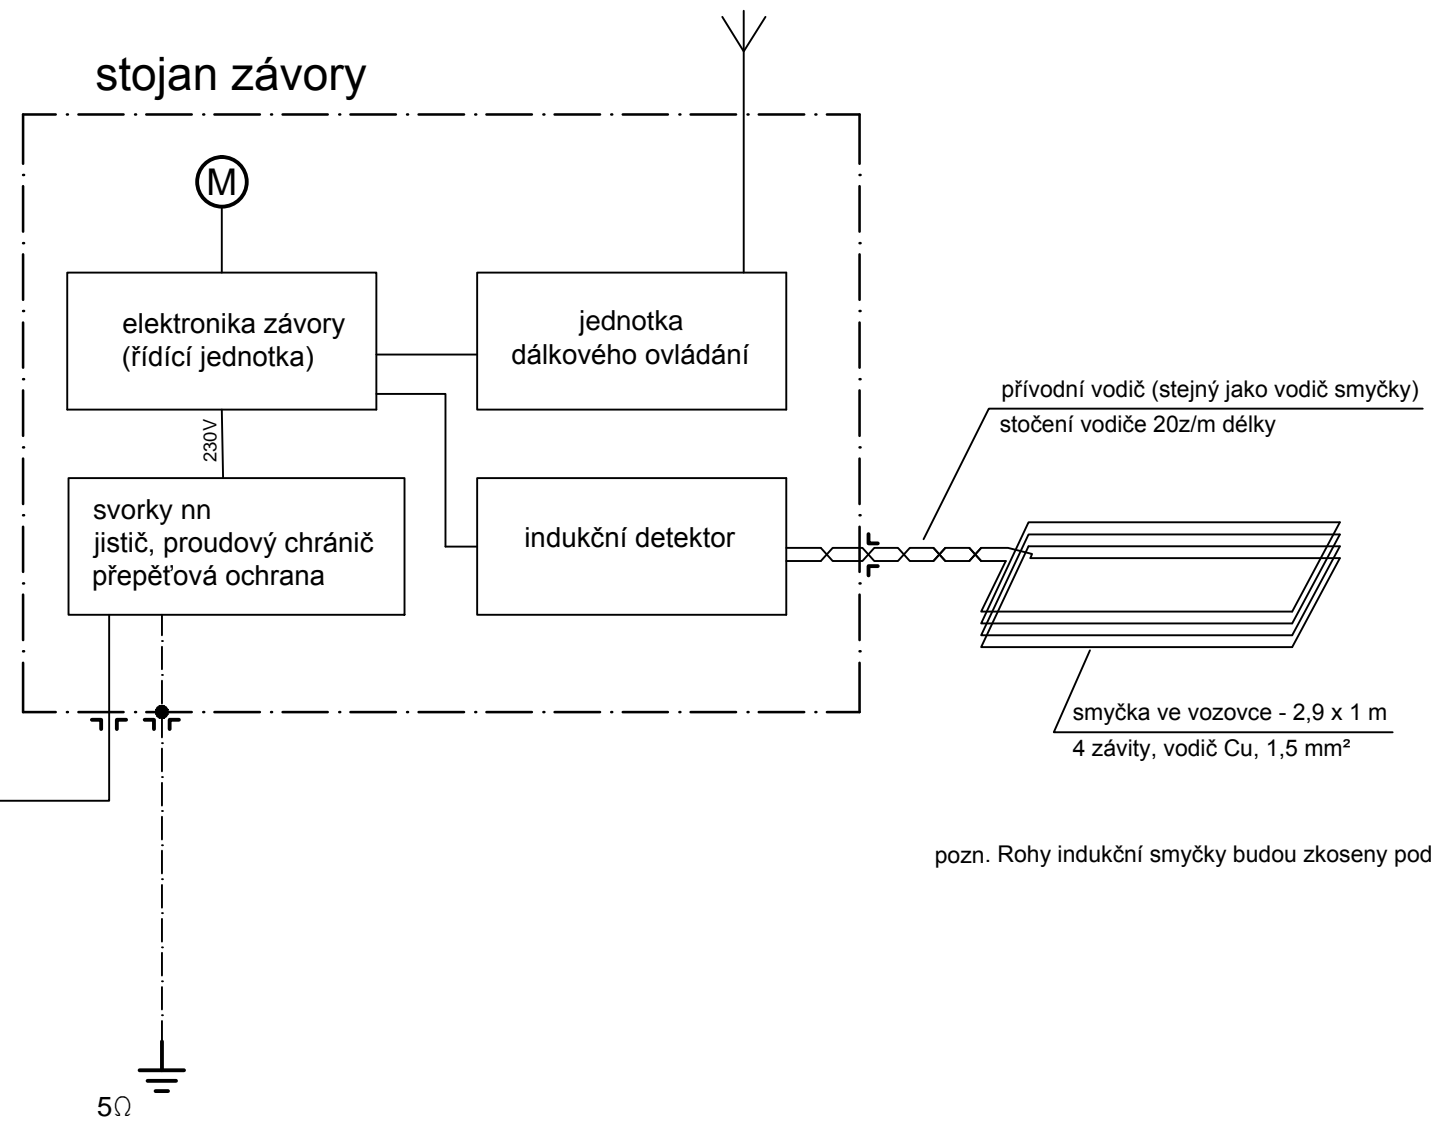 stojan závory
M
elektronika závory
(řídící jednotka)
jednotka
dálkového ovládání
230V
svorky nn
jistič, proudový chránič
přepěťová ochrana
indukční detektor
přívodní vodič (stejný jako vodič smyčky)
stočení vodiče 20z/m délky
smyčka ve vozovce - 2,9 x 1 m
4 závity, vodič Cu, 1,5 mm²
pozn. Rohy indukční smyčky budou zkoseny pod
5Ω